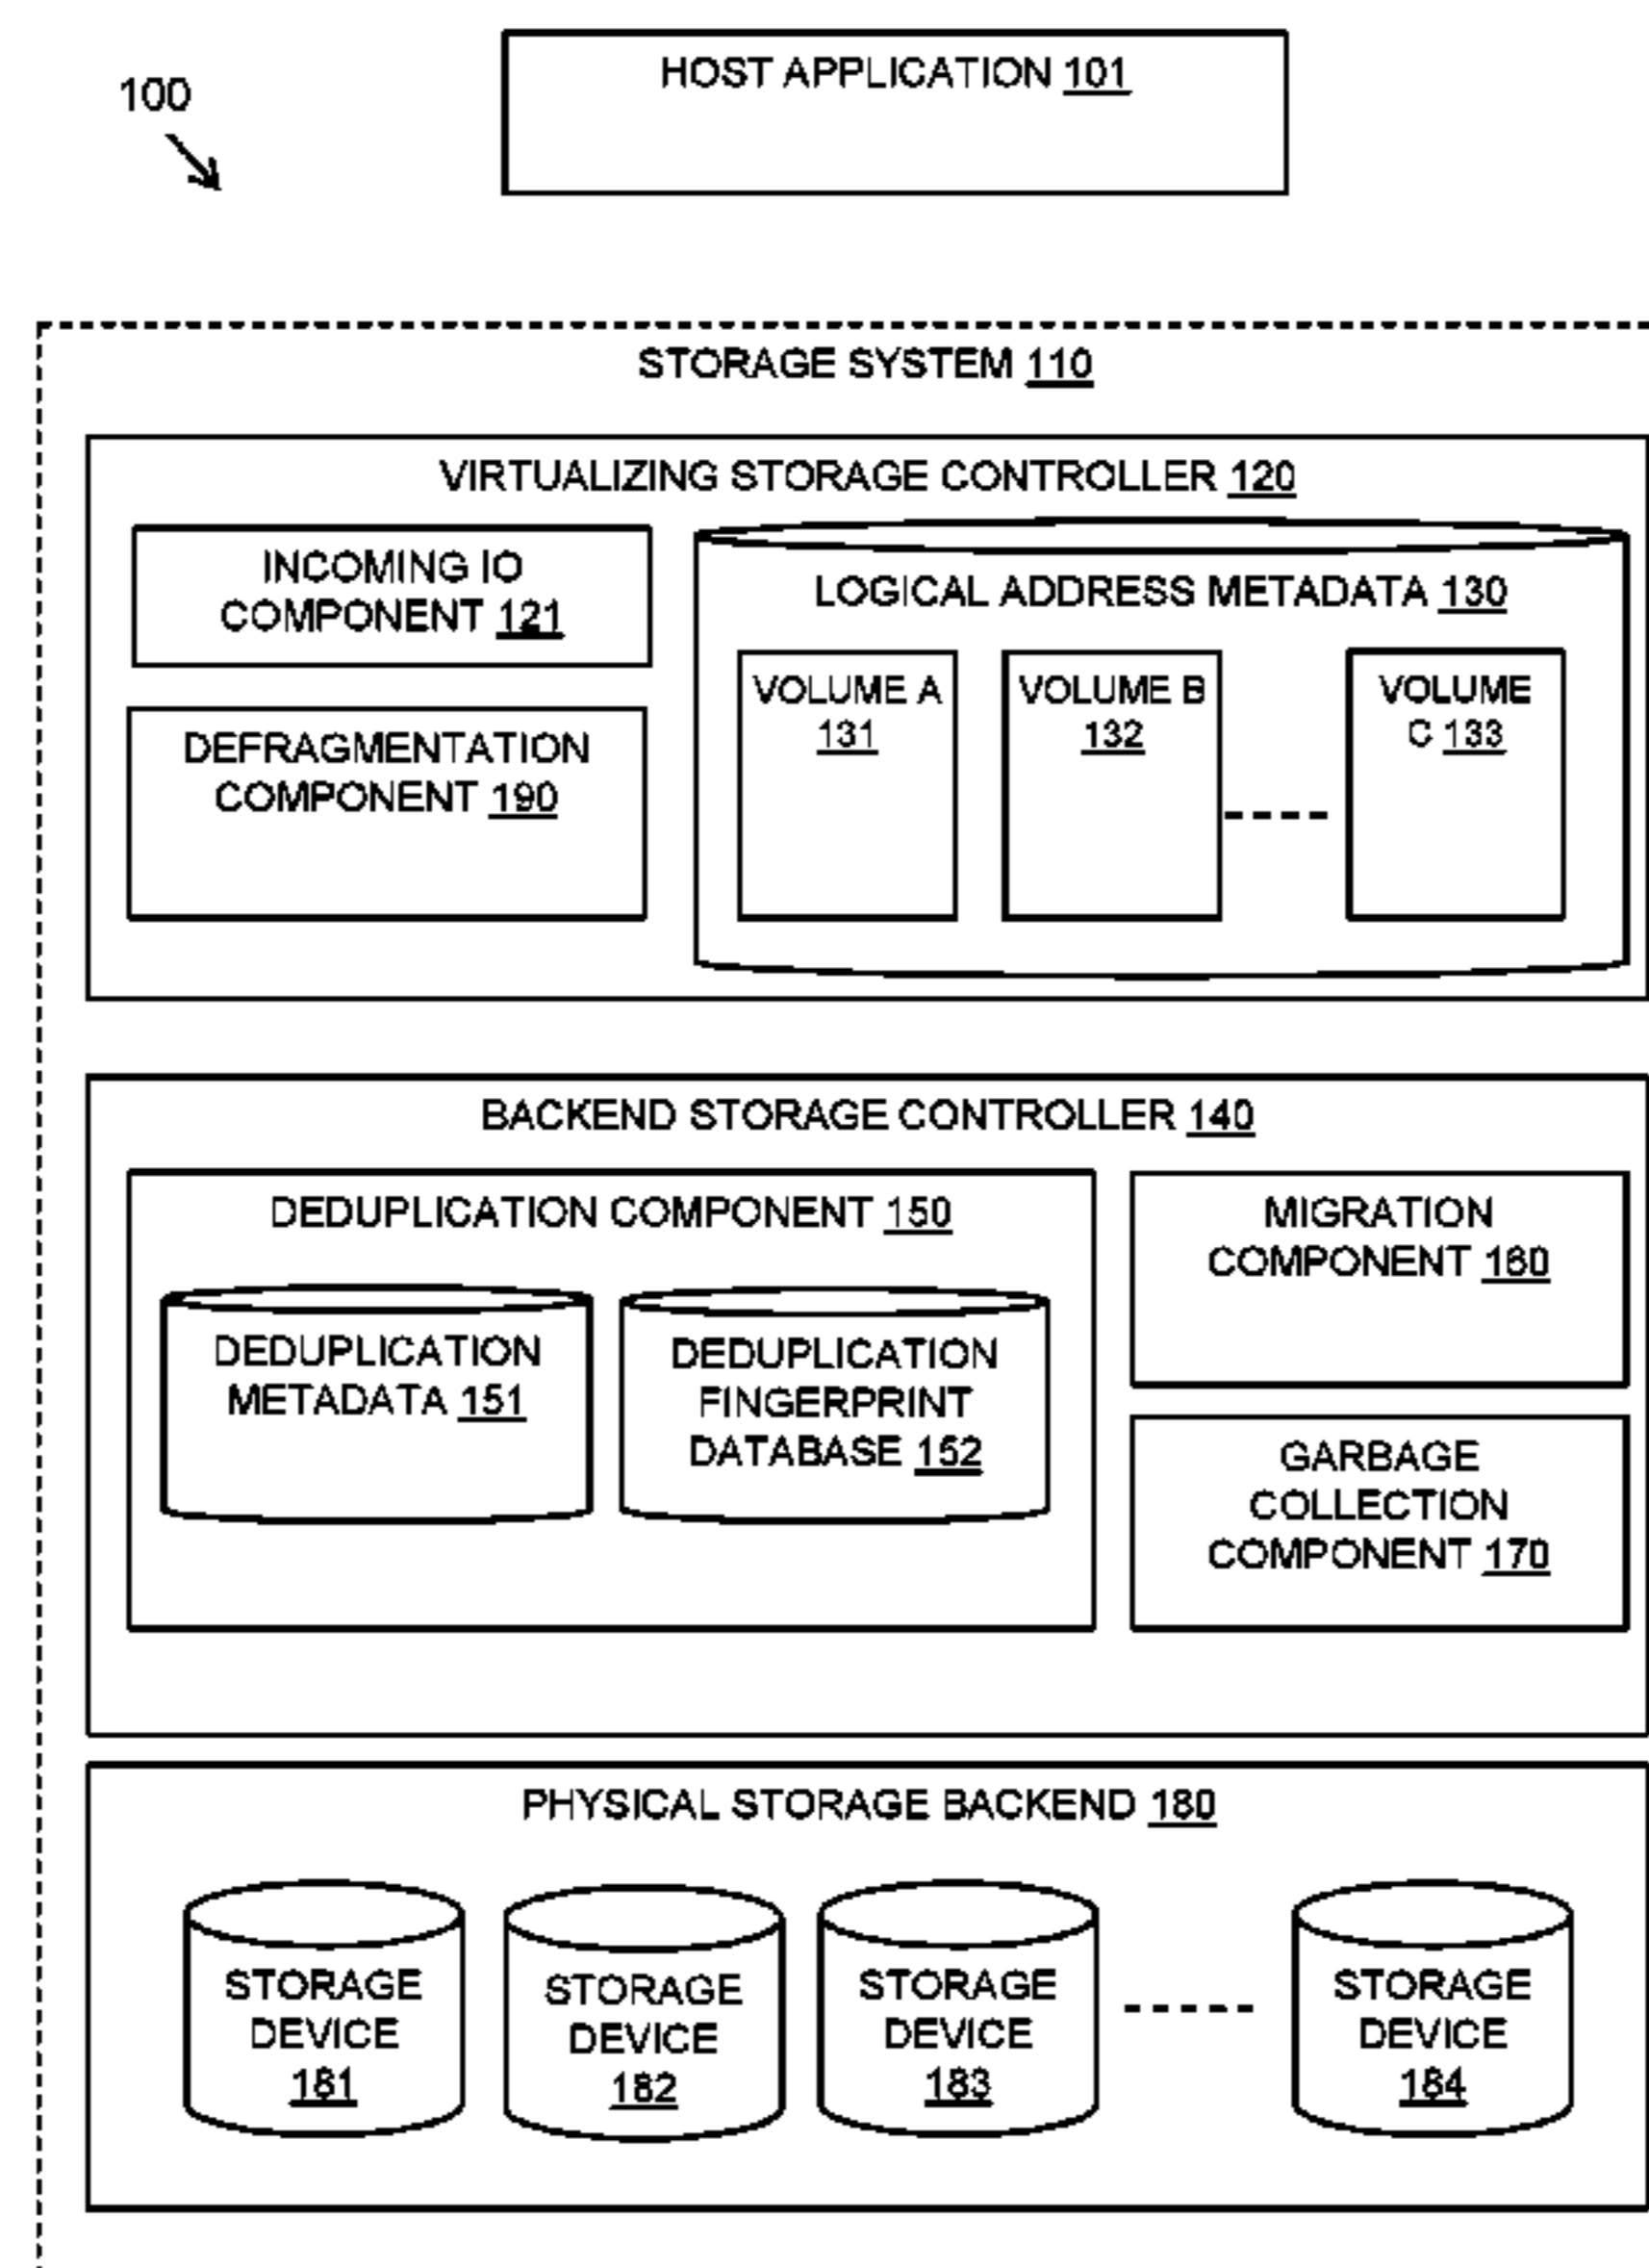 100
HOST APPLICATION 101
STORAGE SYSTEM 110
VIRTUALIZING STORAGE CONTROLLER 120
INCOMING IO
COMPONENT 121
DEFRAGMENTATION
COMPONENT 190
LOGICAL ADDRESS METADATA 130
VOLUME A
131
VOLUME B
132
VOLUME
C 133
BACKEND STORAGE CONTROLLER 140
DEDUPLICATION COMPONENT 150
DEDUPLICATION
METADATA 151
DEDUPLICATION
FINGERPRINT
DATABASE 152
MIGRATION
COMPONENT 160
GARBAGE
COLLECTION
COMPONENT 170
PHYSICAL STORAGE BACKEND 180
STORAGE
DEVICE
181
STORAGE
DEVICE
182
STORAGE
DEVICE
183
STORAGE
DEVICE
184